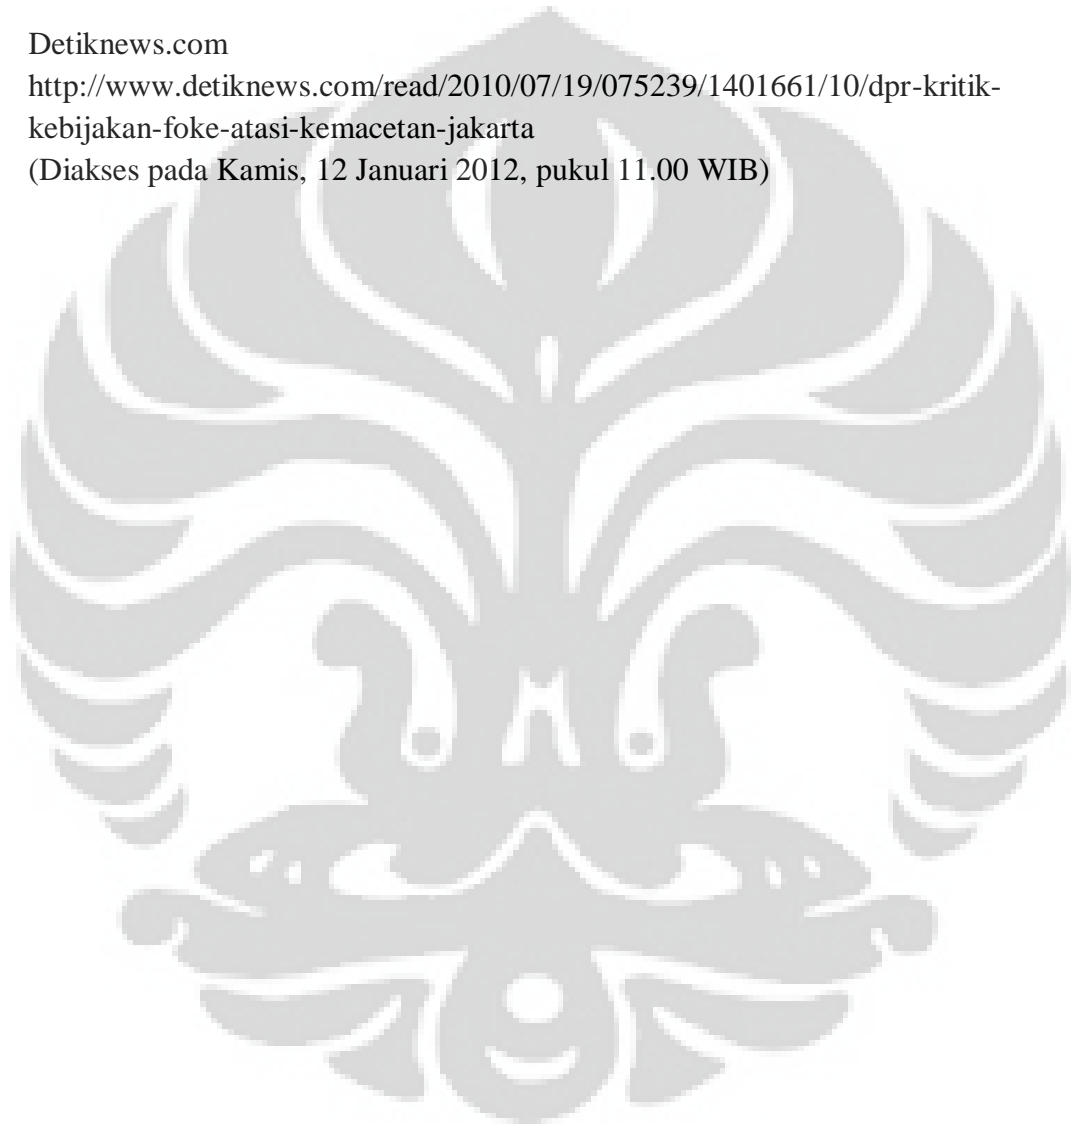 Detiknews.com
http://www.detiknews.com/read/2010/07/19/075239/1401661/10/dpr-kritik-
kebijakan-foke-atasi-kemacetan-jakarta
(Diakses pada Kamis, 12 Januari 2012, pukul 11.00 WIB)